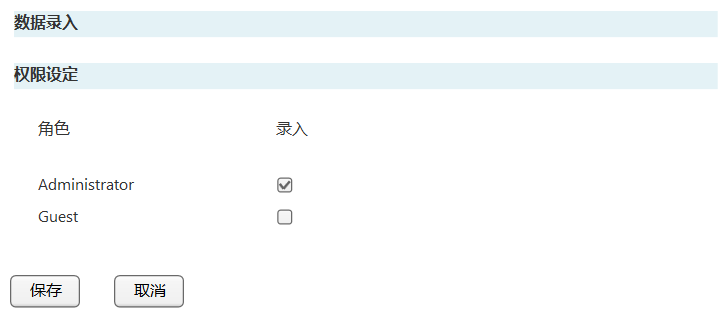 数据录入
权限设定
角色 录入
Administrator
Guest
保存 取消